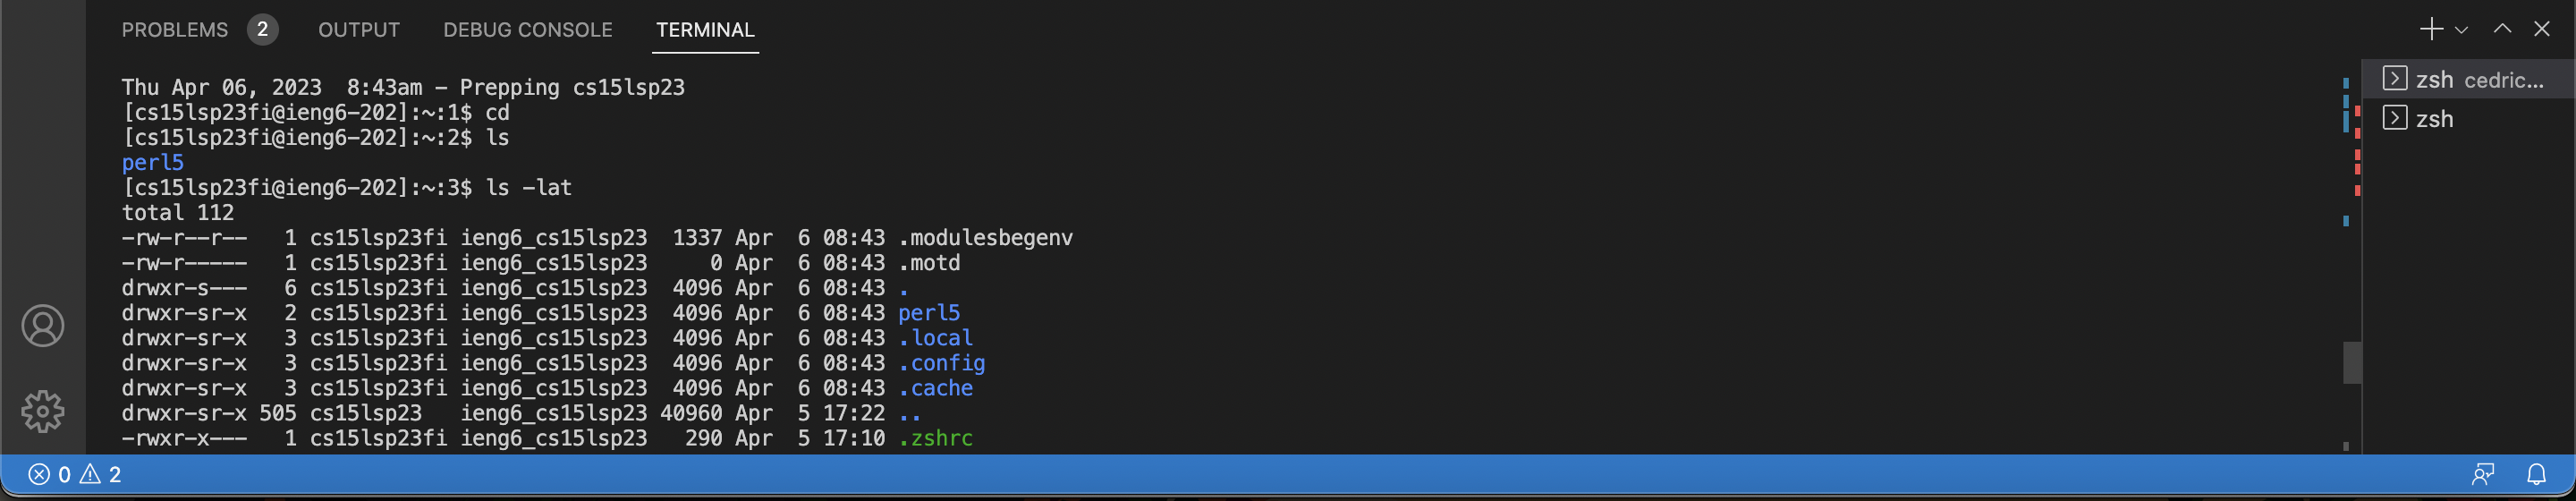 PROBLEMS 2 OUTPUT DEBUG CONSOLE TERMINAL
Thu Apr 06, 2023  8:43am - Prepping cs15lsp23
[cs15lsp23fi@ieng6-202]:~:1$ cd
[cs15lsp23fi@ieng6-202]:~:2$ ls
perl5
[cs15lsp23fi@ieng6-202]:~:3$ ls -lat
total 112
-rw-r--r--   1 cs15lsp23fi ieng6_cs15lsp23  1337 Apr  6 08:43 .modulesbegenv
-rw-r-----   1 cs15lsp23fi ieng6_cs15lsp23     0 Apr  6 08:43 .motd
drwxr-s---   6 cs15lsp23fi ieng6_cs15lsp23  4096 Apr  6 08:43 .
drwxr-sr-x   2 cs15lsp23fi ieng6_cs15lsp23  4096 Apr  6 08:43 perl5
drwxr-sr-x   3 cs15lsp23fi ieng6_cs15lsp23  4096 Apr  6 08:43 .local
drwxr-sr-x   3 cs15lsp23fi ieng6_cs15lsp23  4096 Apr  6 08:43 .config
drwxr-sr-x   3 cs15lsp23fi ieng6_cs15lsp23  4096 Apr  6 08:43 .cache
drwxr-sr-x 505 cs15lsp23   ieng6_cs15lsp23 40960 Apr  5 17:22 ..
-rwxr-x---   1 cs15lsp23fi ieng6_cs15lsp23   290 Apr  5 17:10 .zshrc
zsh cedric...
zsh
0 2